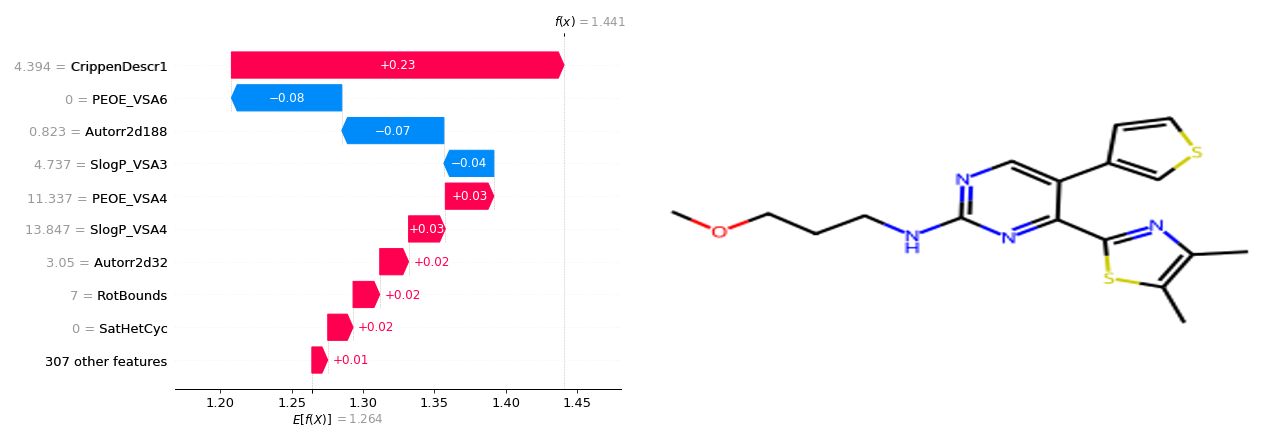 f(x) = 1.441
4.394 = CrippenDescr1
+0.23
0 = PEOE_VSA6
−0.08
0.823 = Autorr2d188
−0.07
4.737 = SlogP_VSA3
−0.04
11.337 = PEOE_VSA4
+0.03
13.847 = SlogP_VSA4
+0.03
3.05 = Autorr2d32
+0.02
7 = RotBounds
+0.02
0 = SatHetCyc
+0.02
307 other features
+0.01
1.20 1.25 1.30 1.35 1.40 1.45
E[f(X)] = 1.264
S
N
N
O
N
H
N
S